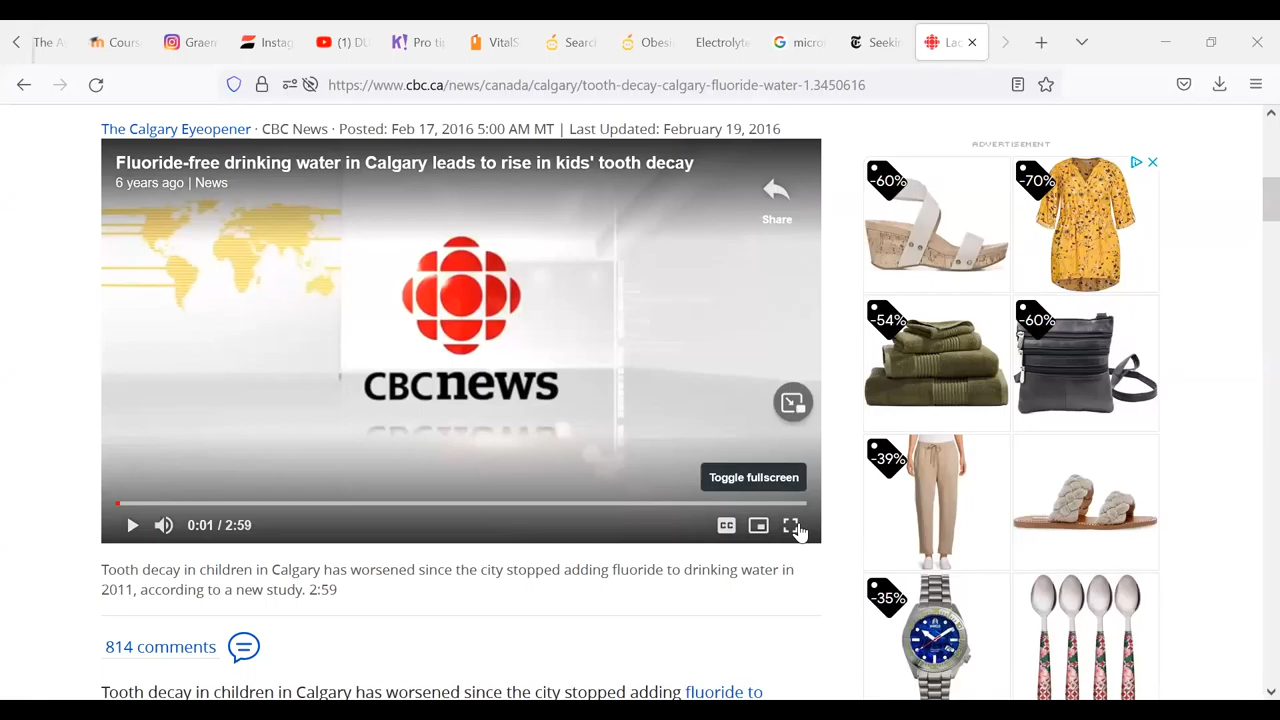 The A
Cours
Graer
Instag
(1) DU
K! Pro tip
VitalS
Searcl
Obesi
Electrolyte
G micro
Seekin
Lac
https://www.cbc.ca/news/canada/calgary/tooth-decay-calgary-fluoride-water-1.3450616
The Calgary Eyeopener · CBC News · Posted: Feb 17, 2016 5:00 AM MT | Last Updated: February 19, 2016
Fluoride-free drinking water in Calgary leads to rise in kids' tooth decay
6 years ago | News
Share
CBCnews
Toggle fullscreen
0:01 / 2:59
CC
Tooth decay in children in Calgary has worsened since the city stopped adding fluoride to drinking water in
2011, according to a new study. 2:59
814 comments
Tooth decay in children in Calgary has worsened since the city stopped adding fluoride to
ADVERTISEMENT
-60%
-70%
-54%
-60%
-39%
-35%